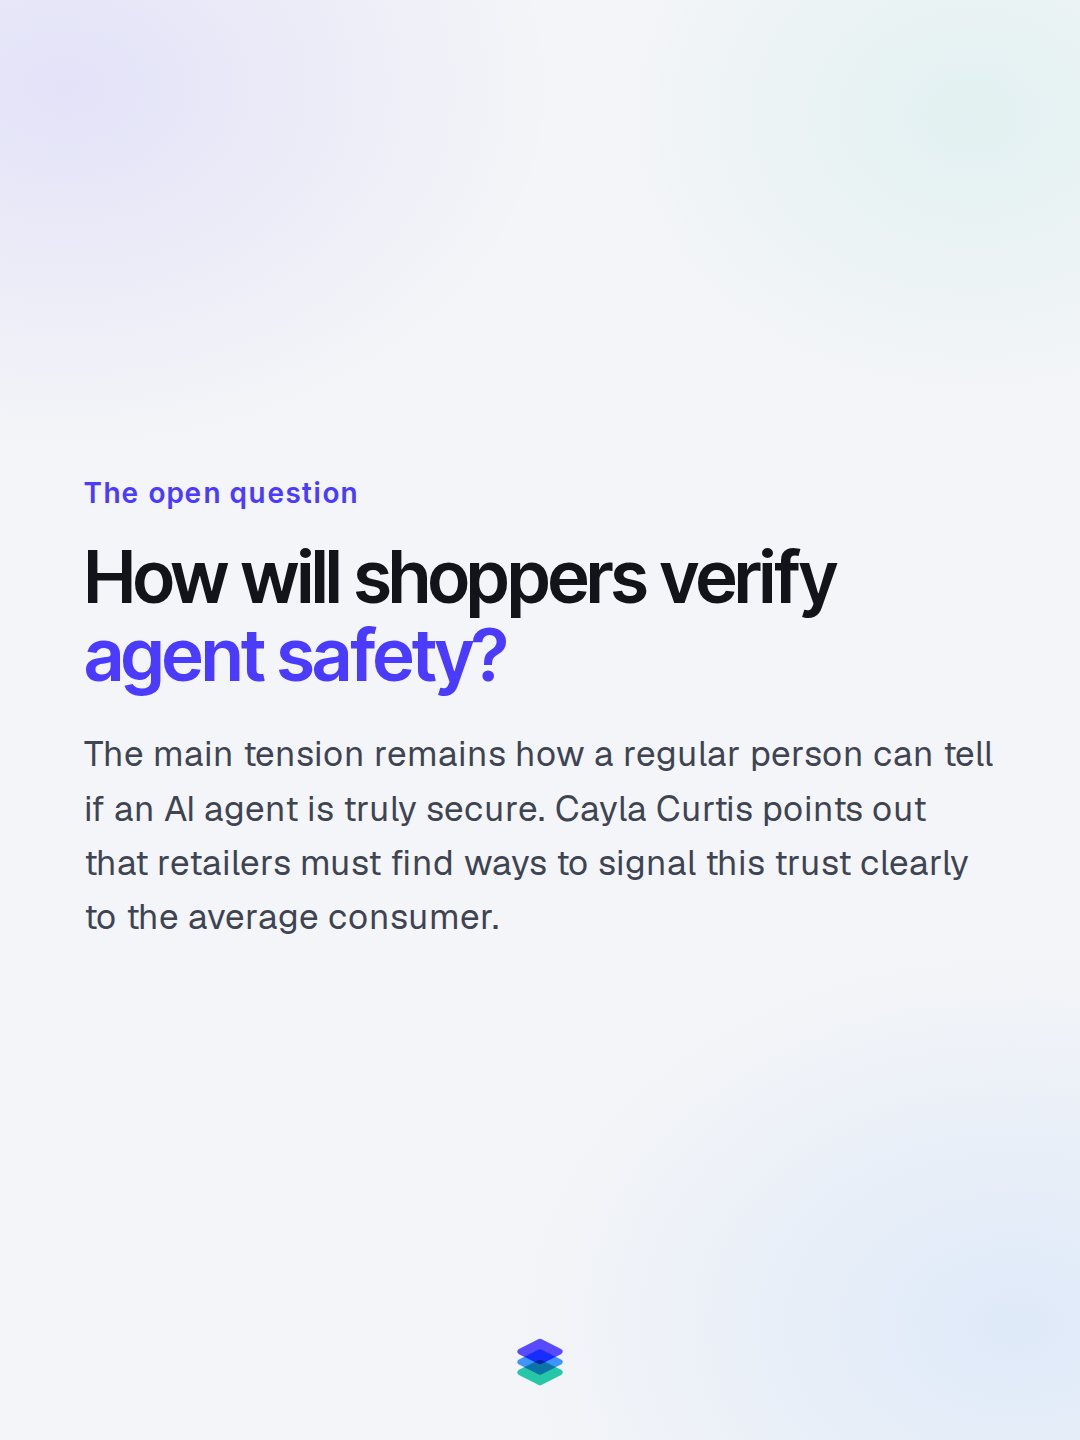 The open question
How will shoppers verify
agent safety?
The main tension remains how a regular person can tell
if an AI agent is truly secure. Cayla Curtis points out
that retailers must find ways to signal this trust clearly
to the average consumer.